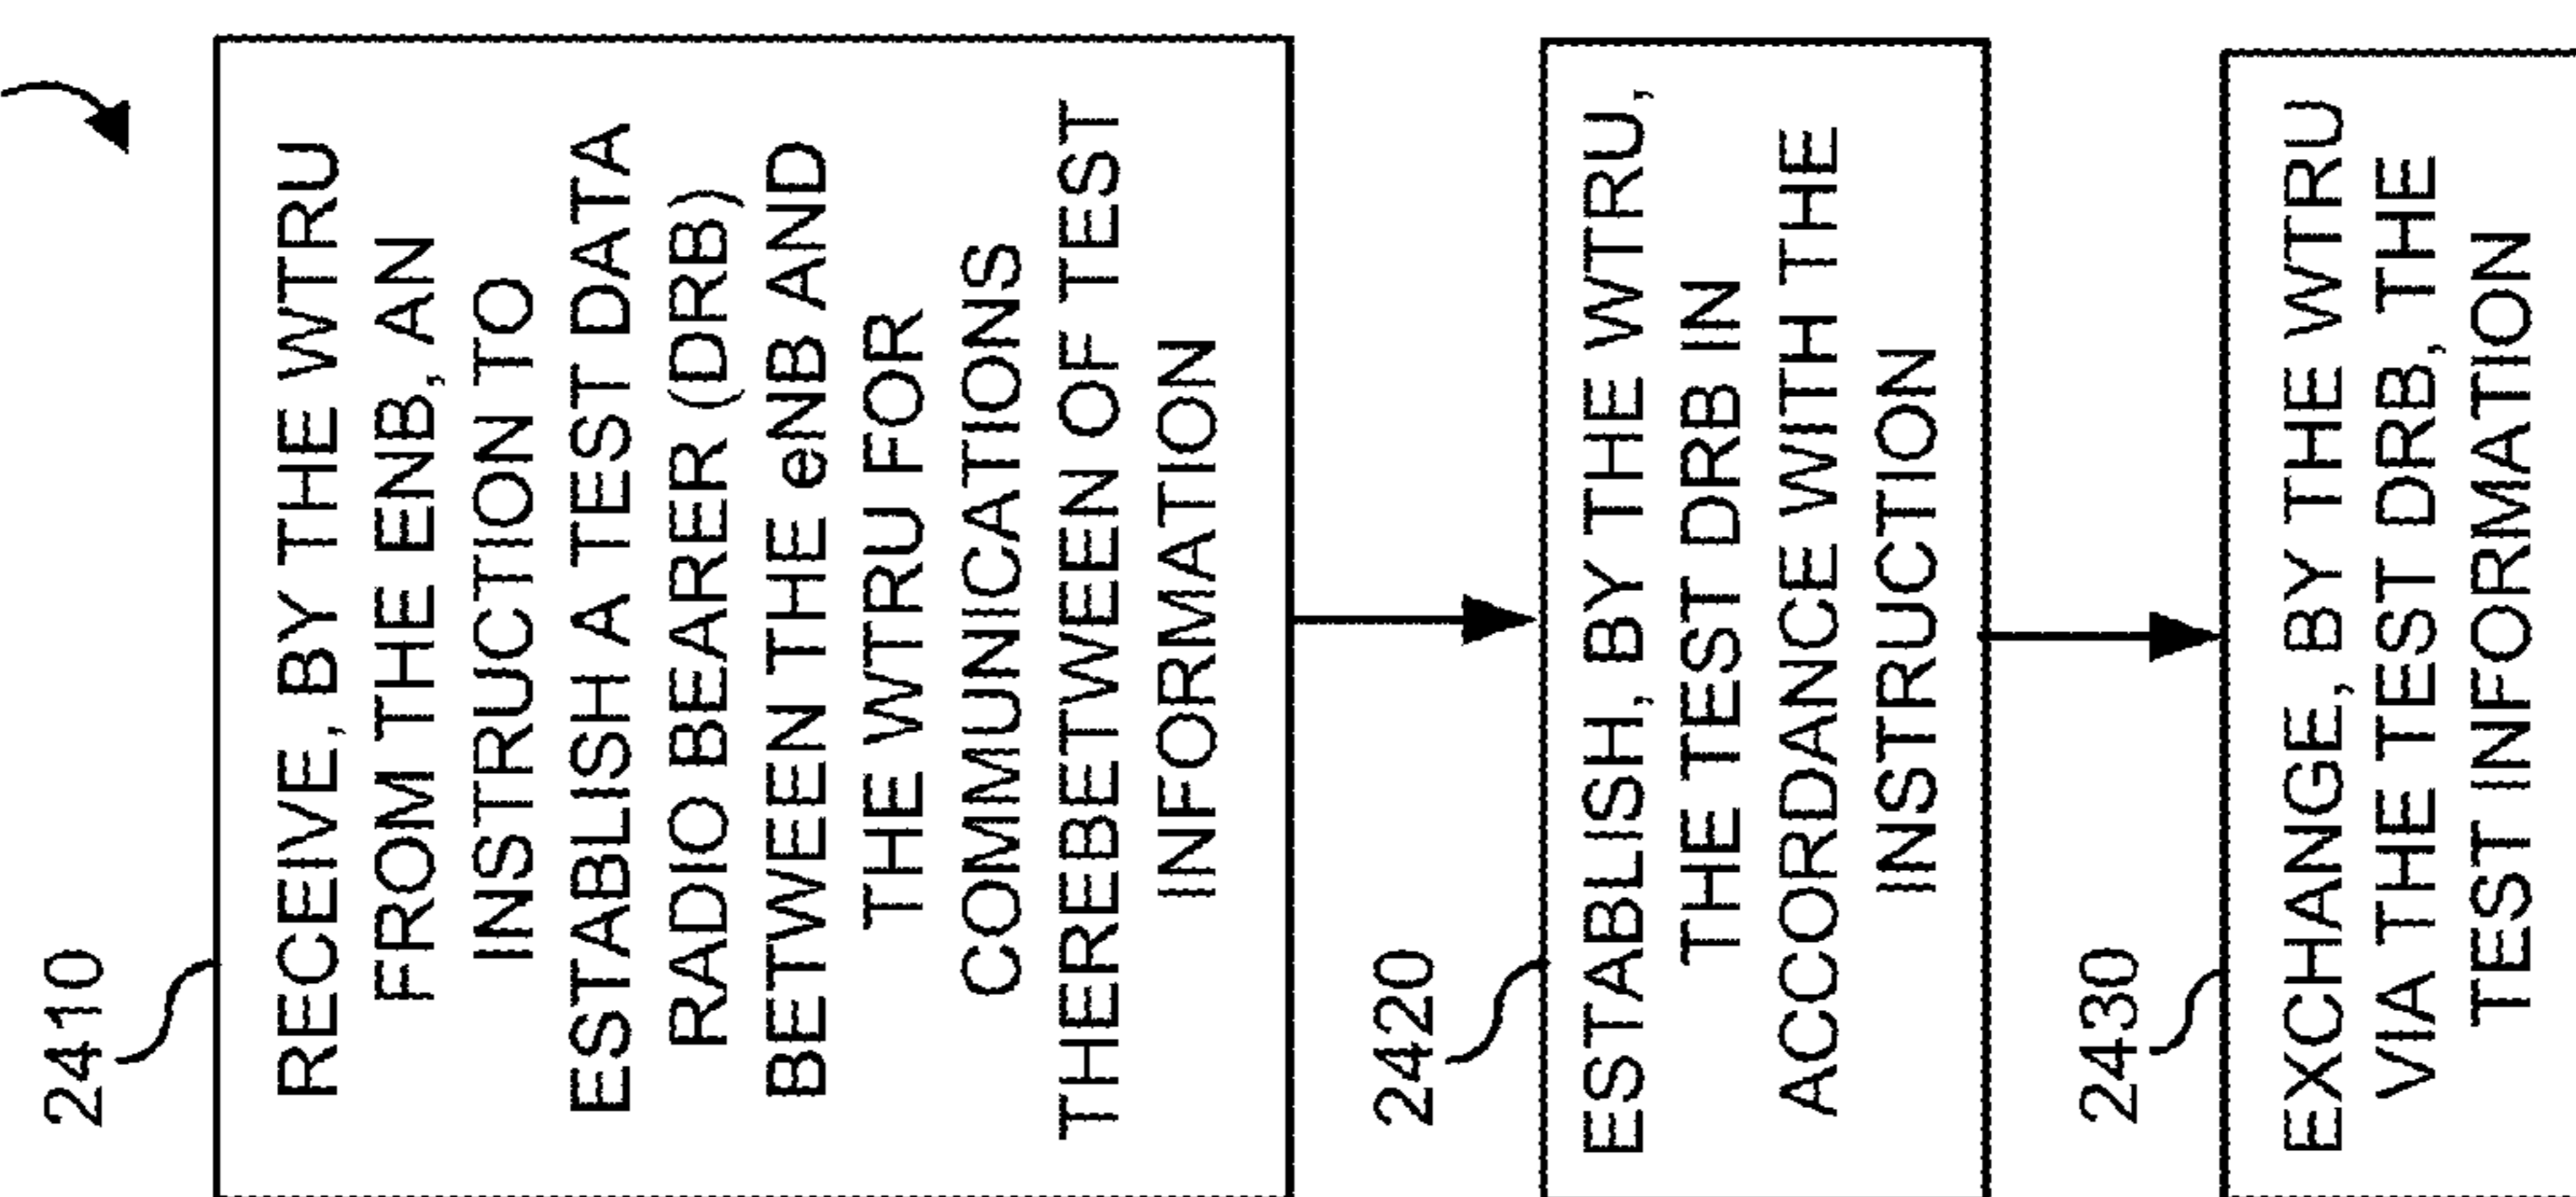 2410
RECEIVE, BY THE WTRU
FROM THE ENB, AN
INSTRUCTION TO
ESTABLISH A TEST DATA
RADIO BEARER (DRB)
BETWEEN THE eNB AND
THE WTRU FOR
COMMUNICATIONS
THEREBETWEEN OF TEST
INFORMATION
2420
ESTABLISH, BY THE WTRU,
THE TEST DRB IN
ACCORDANCE WITH THE
INSTRUCTION
2430
EXCHANGE, BY THE WTRU
VIA THE TEST DRB, THE
TEST INFORMATION